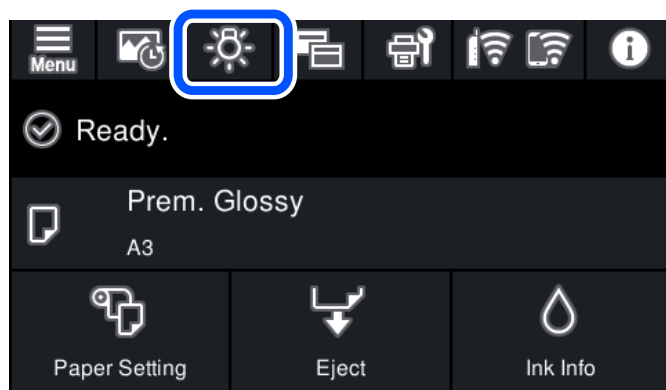 Menu
Ready.
Prem. Glossy
A3
Paper Setting
Eject
Ink Info